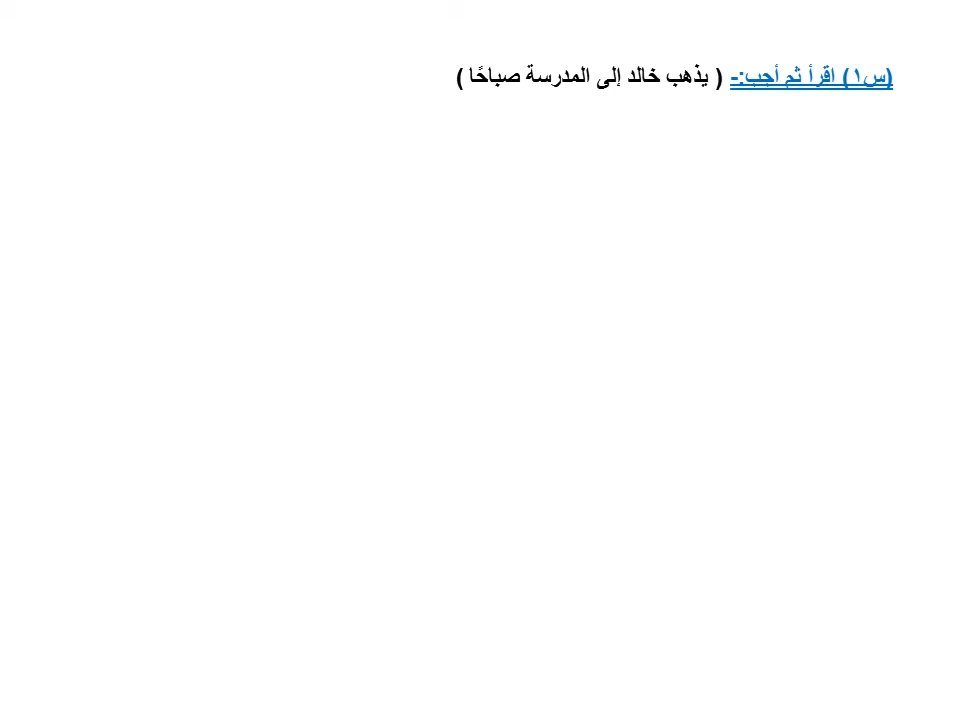 (س١) اقرأ ثم أجب:- ( يذهب خالد إلى المدرسة صباحًا )